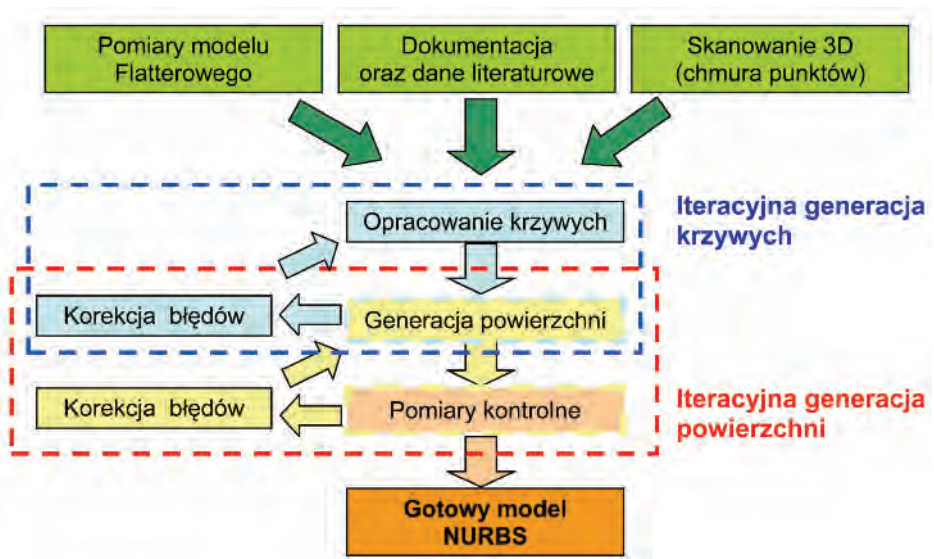 Pomiary modelu
Flatterowego
Dokumentacja
oraz dane literaturowe
Skanowanie 3D
(chmura punktów)
Opracowanie krzywych
Iteracyjna generacja
krzywych
Korekcja błędów
Generacja powierzchni
Korekcja błędów
Pomiary kontrolne
Iteracyjna generacja
powierzchni
Gotowy model
NURBS